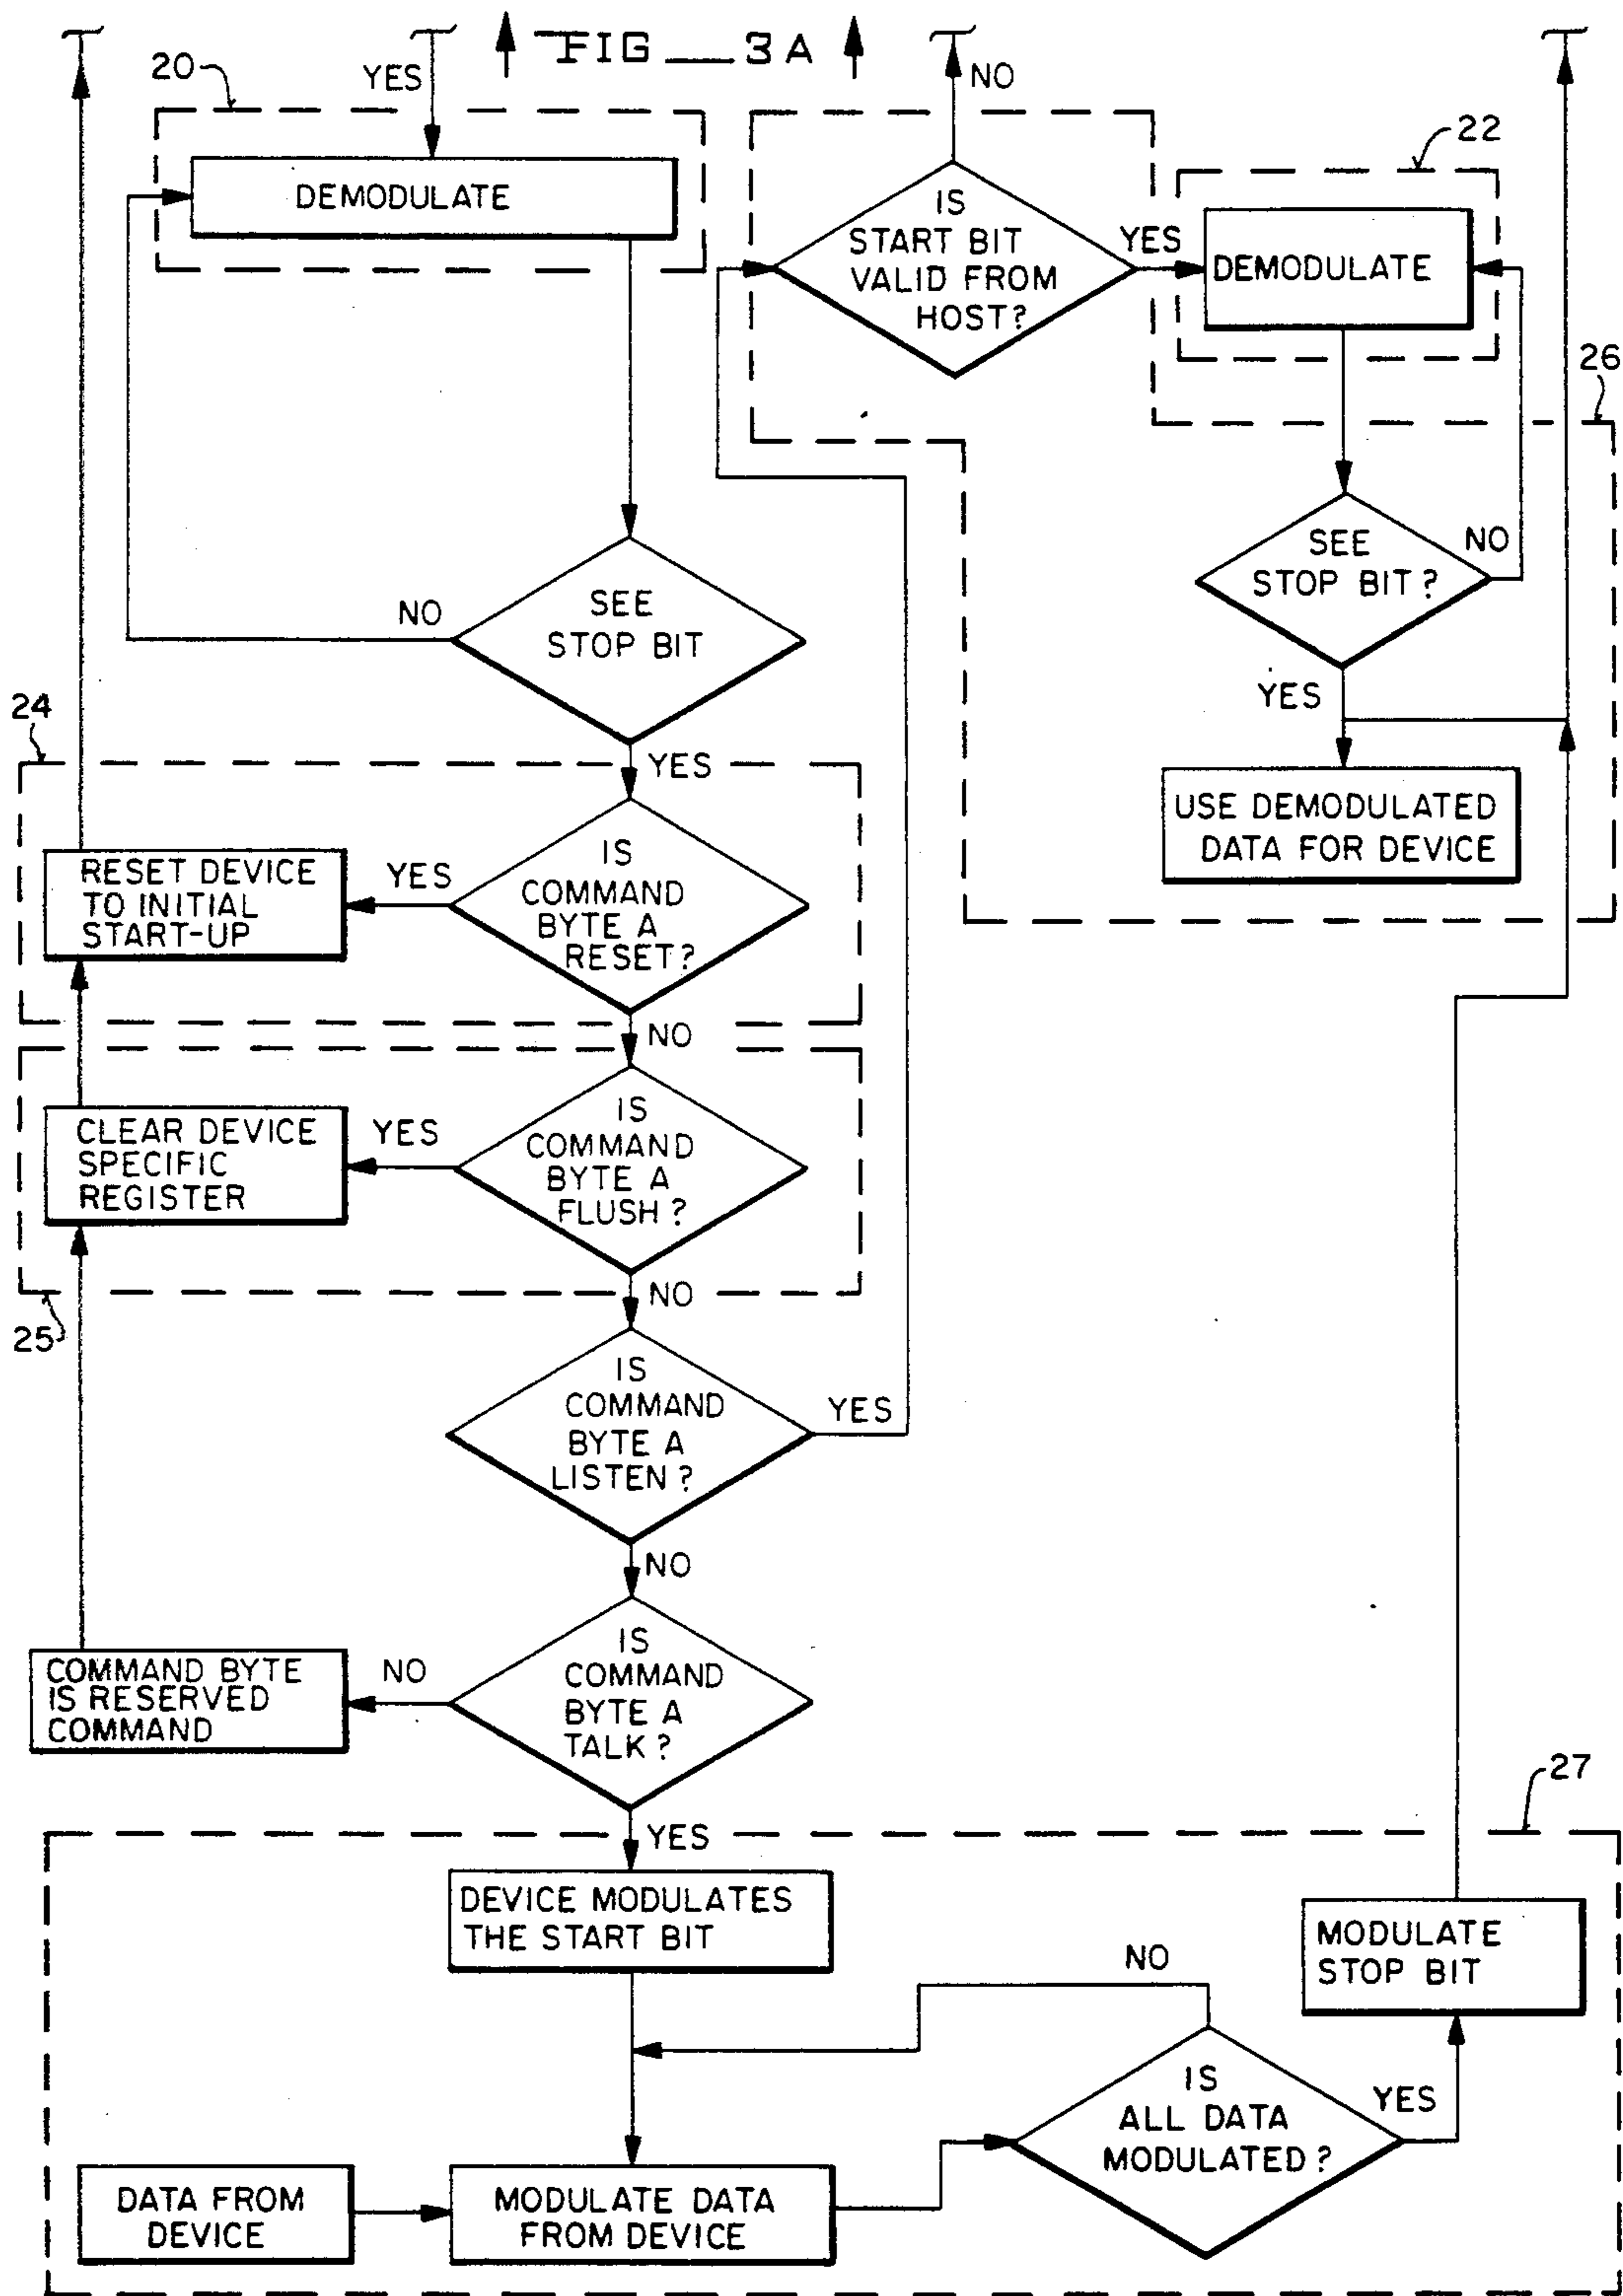 FIG 3A
20
YES
NO
22
DEMODULATE
IS
START BIT
VALID FROM
HOST?
YES
DEMODULATE
26
SEE
STOP BIT
NO
SEE
STOP BIT?
NO
YES
24
YES
USE DEMODULATED
DATA FOR DEVICE
RESET DEVICE
TO INITIAL
START-UP
YES
IS
COMMAND
BYTE A
RESET?
NO
CLEAR DEVICE
SPECIFIC
REGISTER
YES
IS
COMMAND
BYTE A
FLUSH?
NO
25
IS
COMMAND
BYTE A
LISTEN?
YES
NO
COMMAND BYTE
IS RESERVED
COMMAND
NO
IS
COMMAND
BYTE A
TALK?
27
YES
DEVICE MODULATES
THE START BIT
MODULATE
STOP BIT
NO
IS
ALL DATA
MODULATED?
YES
DATA FROM
DEVICE
MODULATE DATA
FROM DEVICE